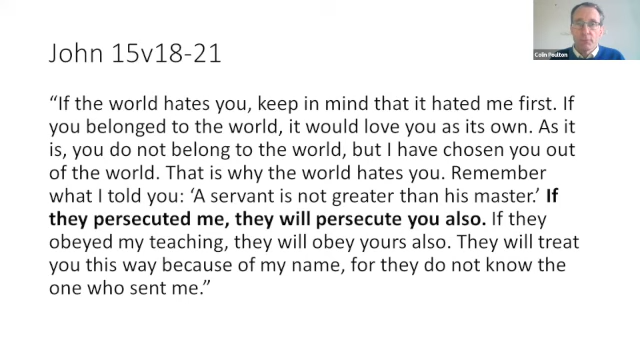 Colin Poulton
John 15v18-21
“If the world hates you, keep in mind that it hated me first. If
you belonged to the world, it would love you as its own. As it
is, you do not belong to the world, but I have chosen you out
of the world. That is why the world hates you. Remember
what I told you: ‘A servant is not greater than his master.’ If
they persecuted me, they will persecute you also. If they
obeyed my teaching, they will obey yours also. They will treat
you this way because of my name, for they do not know the
one who sent me.”